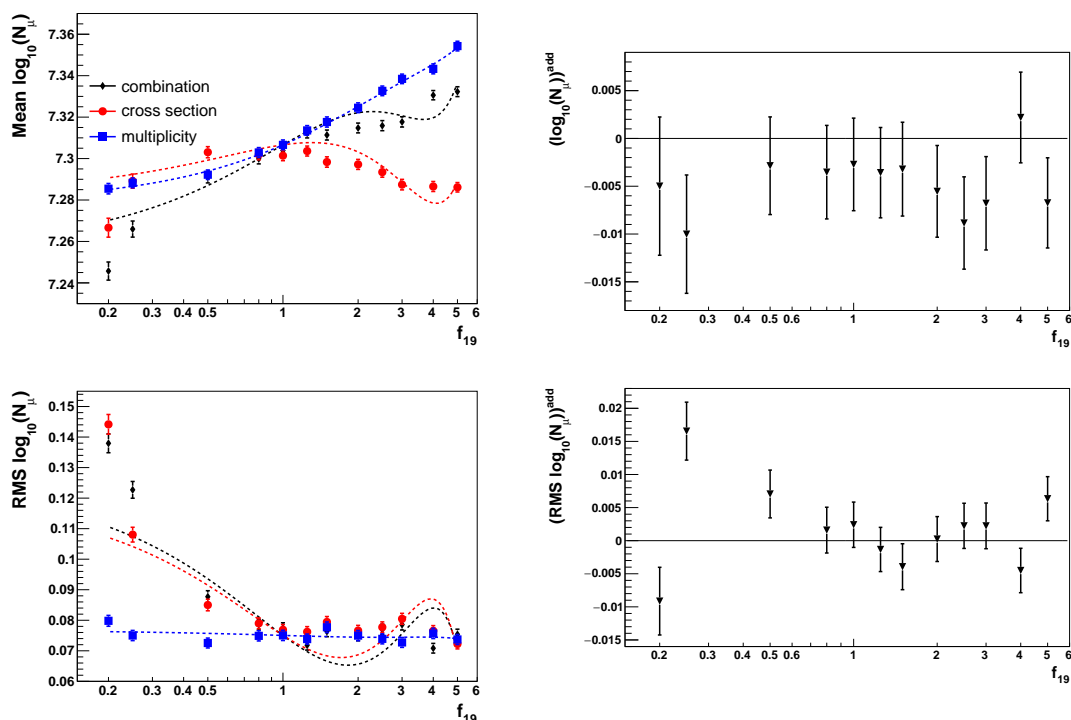 Mean log10(Nμ)
7.36
7.34
7.32
7.3
7.28
7.26
7.24
combination
cross section
multiplicity
0.2 0.3 0.4 0.5 1 2 3 4 5 6
f19
(log10(Nμ))add
0.005
0
−0.005
−0.01
−0.015
0.2 0.3 0.5 0.6 1 2 3 4 5 6
f19
RMS log10(Nμ)
0.15
0.14
0.13
0.12
0.11
0.1
0.09
0.08
0.07
0.06
0.2 0.3 0.4 0.5 1 2 3 4 5 6
f19
(RMS log10(Nμ))add
0.02
0.015
0.01
0.005
0
−0.005
−0.01
−0.015
0.2 0.3 0.5 0.6 1 2 3 4 5 6
f19